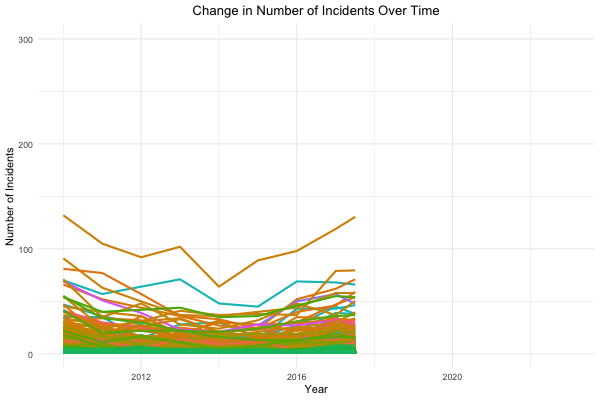 Change in Number of Incidents Over Time
300
200
100
0
Number of Incidents
2012
2016
2020
Year